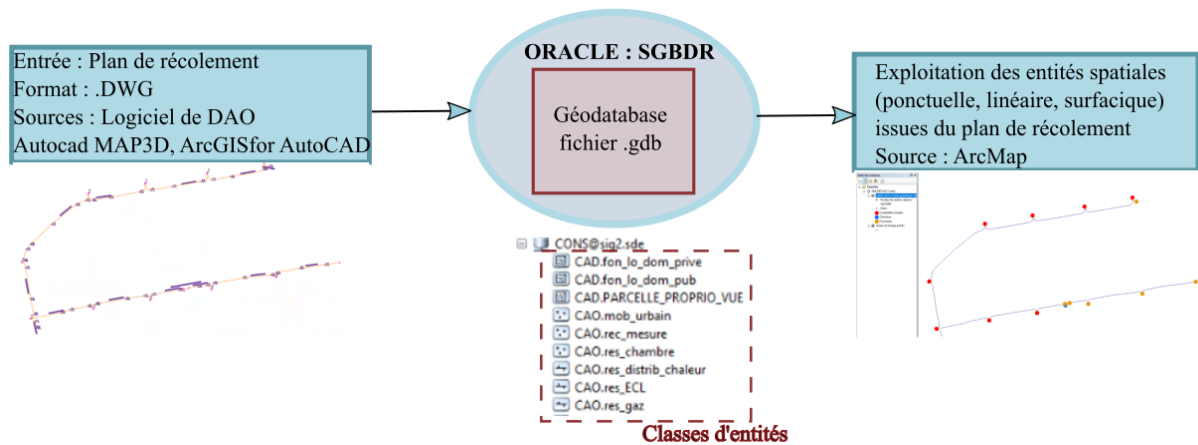 Entrée : Plan de récolement
Format : .DWG
Sources : Logiciel de DAO
Autocad MAP3D, ArcGISfor AutoCAD
ORACLE : SGBDR
Géodatabase
fichier .gdb
Exploitation des entités spatiales
(ponctuelle, linéaire, surfacique)
issues du plan de récolement
Source : ArcMap
CONS@sig2.sde
CAD.fon_lo_dom_prive
CAD.fon_lo_dom_pub
CAD.PARCELLE_PROPRIO_VUE
CAO.mob_urbain
CAO.rec_mesure
CAO.res_chambre
CAO.res_distrib_chaleur
CAO.res_ECL
CAO.res_gaz
Classes d'entités